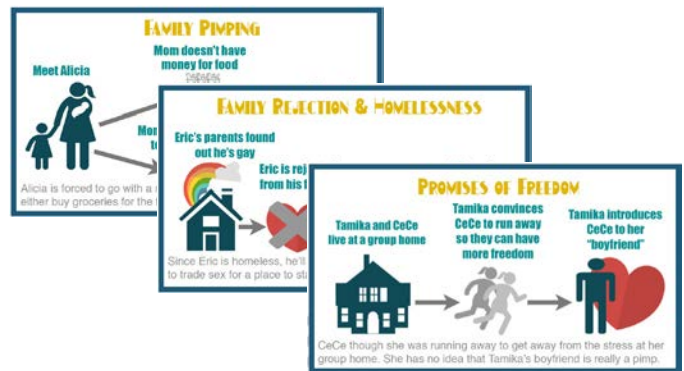 FAMILY PIMPING
Meet Alicia
Mom doesn't have
money for food
Mom
to
Alicia is forced to go with a
either buy groceries for the
FAMILY REJECTION & HOMELESSNESS
Eric's parents found
out he's gay
Eric is rej
from his f
Since Eric is homeless, he'll
to trade sex for a place to sta
PROMISES OF FREEDOM
Tamika and CeCe
live at a group home
Tamika convinces
CeCe to run away
so they can have
more freedom
Tamika introduces
CeCe to her
"boyfriend"
CeCe though she was running away to get away from the stress at her
group home. She has no idea that Tamika's boyfriend is really a pimp.